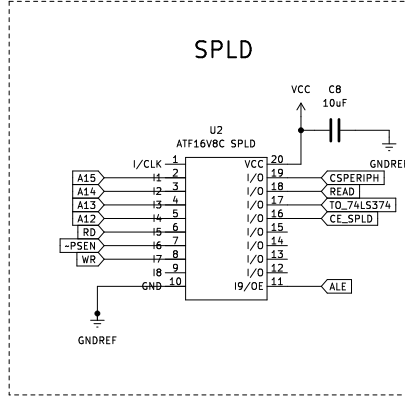 SPLD
VCC
C8
10uF
GNDREF
U2
ATF16V8C SPLD
I/CLK 1 VCC 20
A15 I1 2 I/O 19 CSPERIPH
A14 I2 3 I/O 18 READ
A13 I3 4 I/O 17 TO_74LS374
A12 I4 5 I/O 16 CE_SPLD
RD I5 6 I/O 15
~PSEN I6 7 I/O 14
WR I7 8 I/O 13
I8 9 I/O 12
GND 10 I9/OE 11 ALE
GNDREF